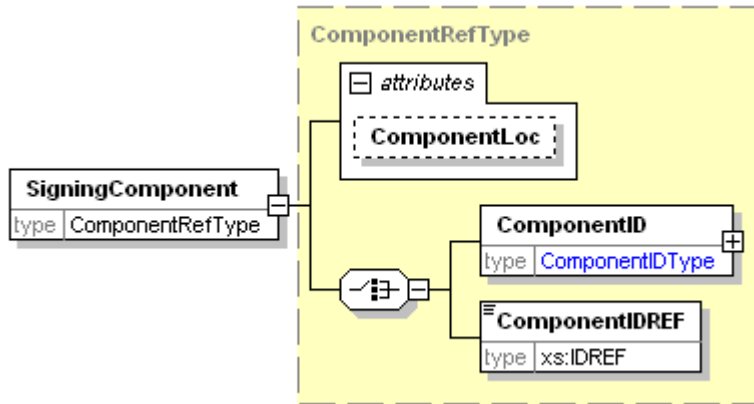 ComponentRefType
attributes
ComponentLoc
SigningComponent
type ComponentRefType
ComponentID
type ComponentIDType
ComponentIDREF
type xs:IDREF